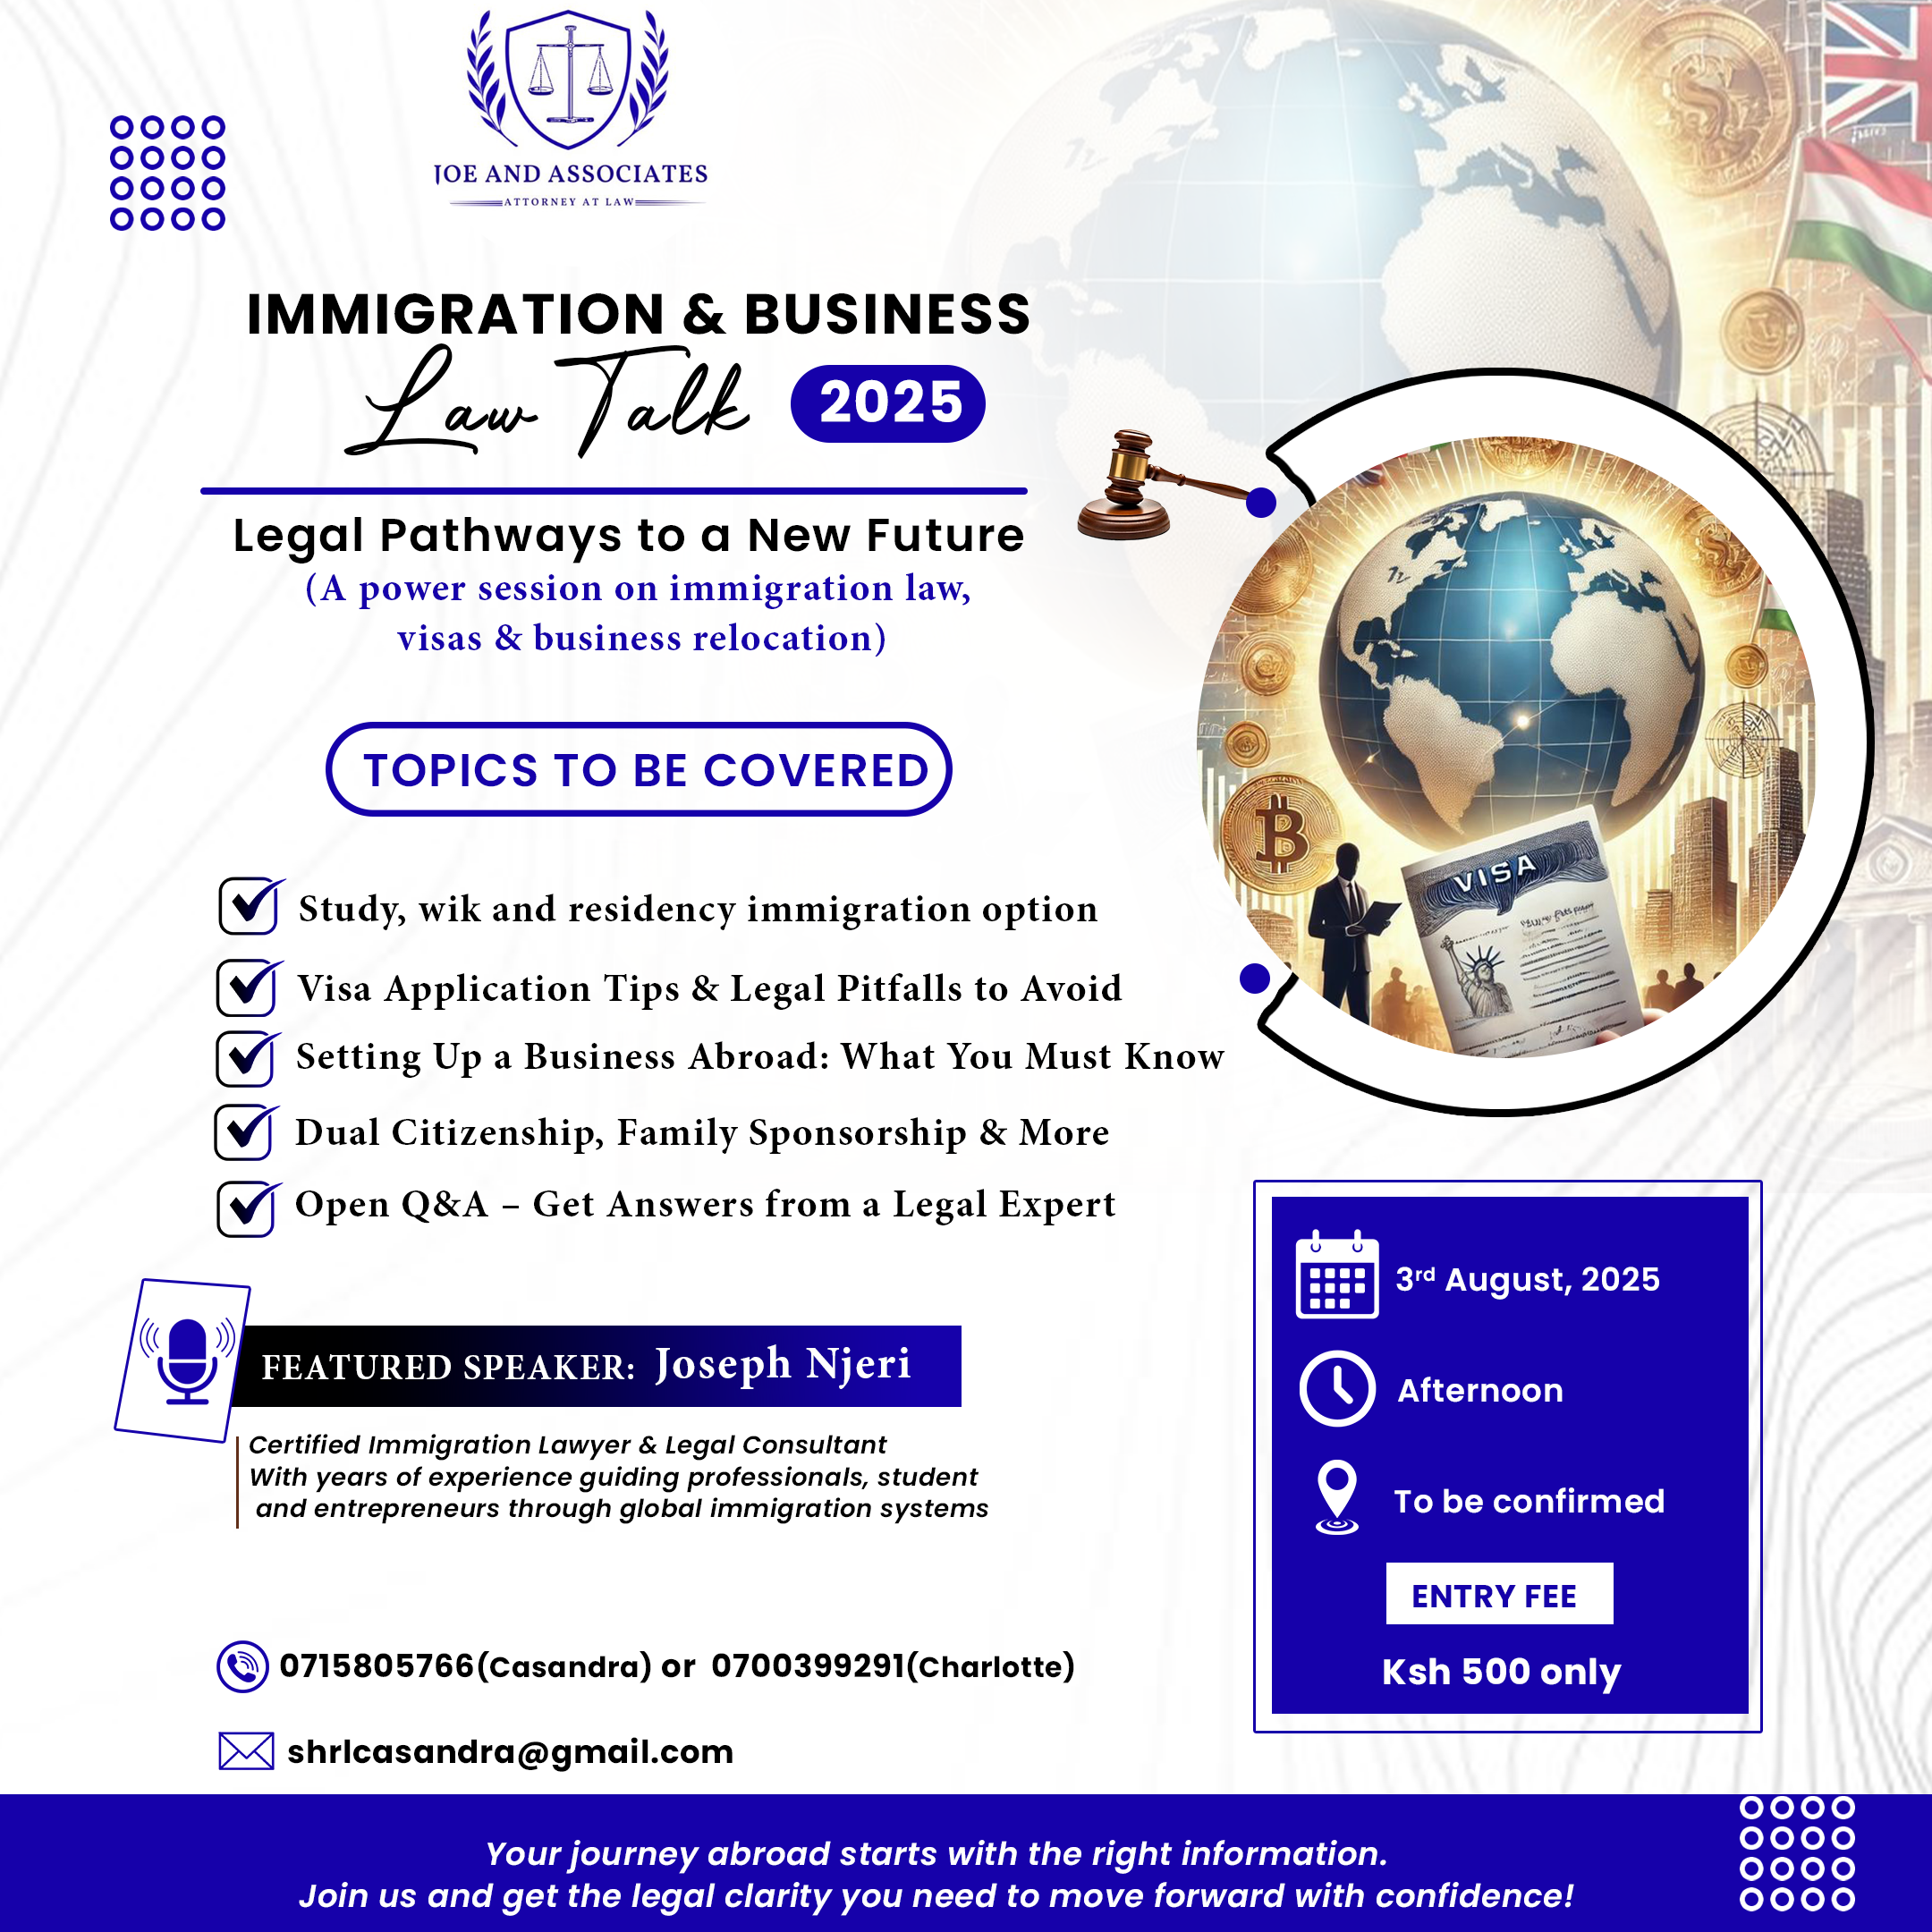 JOE AND ASSOCIATES
ATTORNEY AT LAW
IMMIGRATION & BUSINESS
Law Talk 2025
Legal Pathways to a New Future
(A power session on immigration law,
visas & business relocation)
TOPICS TO BE COVERED
Study, wik and residency immigration option
Visa Application Tips & Legal Pitfalls to Avoid
Setting Up a Business Abroad: What You Must Know
Dual Citizenship, Family Sponsorship & More
Open Q&A – Get Answers from a Legal Expert
VISA
FEATURED SPEAKER: Joseph Njeri
Certified Immigration Lawyer & Legal Consultant
With years of experience guiding professionals, student
and entrepreneurs through global immigration systems
3rd August, 2025
Afternoon
To be confirmed
ENTRY FEE
Ksh 500 only
0715805766(Casandra) or 0700399291(Charlotte)
shrlcasandra@gmail.com
Your journey abroad starts with the right information.
Join us and get the legal clarity you need to move forward with confidence!